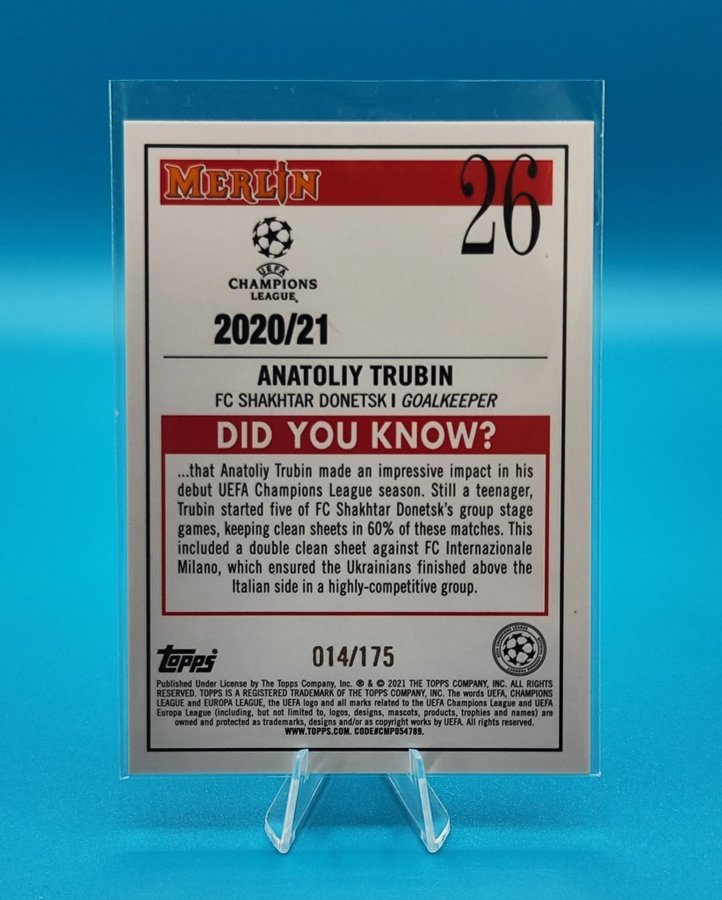 MERLIN
26
UEFA
CHAMPIONS
LEAGUE
2020/21
ANATOLIY TRUBIN
FC SHAKHTAR DONETSK | GOALKEEPER
DID YOU KNOW?
...that Anatoliy Trubin made an impressive impact in his
debut UEFA Champions League season. Still a teenager,
Trubin started five of FC Shakhtar Donetsk's group stage
games, keeping clean sheets in 60% of these matches. This
included a double clean sheet against FC Internazionale
Milano, which ensured the Ukrainians finished above the
Italian side in a highly-competitive group.
topps
014/175
Published Under License by The Topps Company, Inc. ® & © 2021 THE TOPPS COMPANY, INC. ALL RIGHTS
RESERVED. TOPPS IS A REGISTERED TRADEMARK OF THE TOPPS COMPANY, INC. The words UEFA, CHAMPIONS
LEAGUE and EUROPA LEAGUE, the UEFA logo and all marks related to the UEFA Champions League and UEFA
Europa League (including, but not limited to, logos, designs, mascots, products, trophies and names) are
owned and protected as trademarks, designs and/or as copyright works by UEFA. All rights reserved.
WWW.TOPPS.COM. CODE#CMP054789.